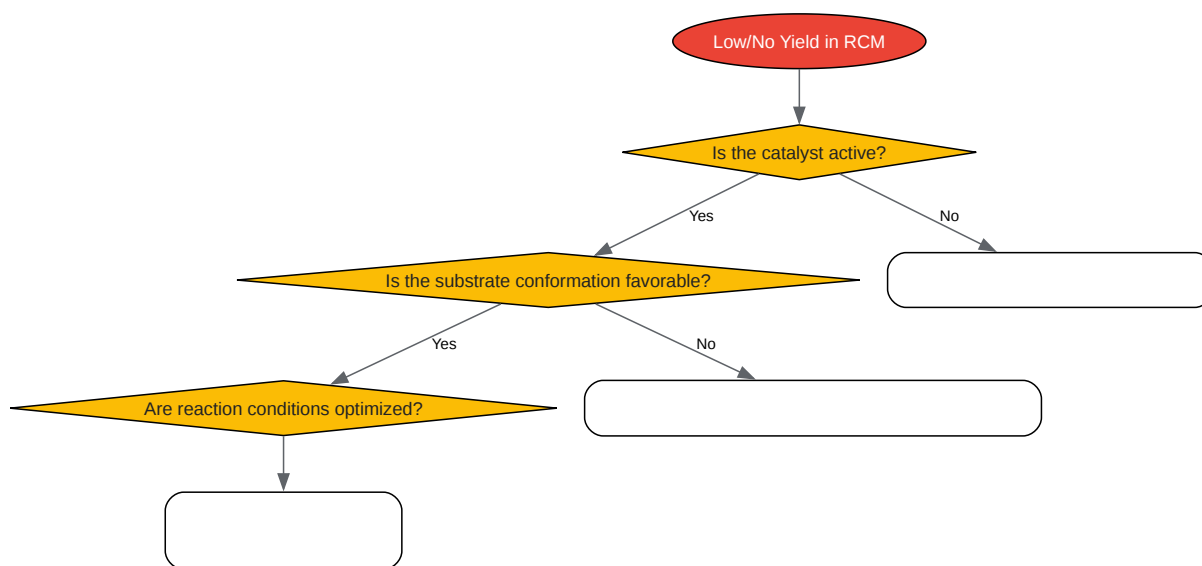 Low/No Yield in RCM
Is the catalyst active?
Yes
No
Is the substrate conformation favorable?
Yes
No
Are reaction conditions optimized?